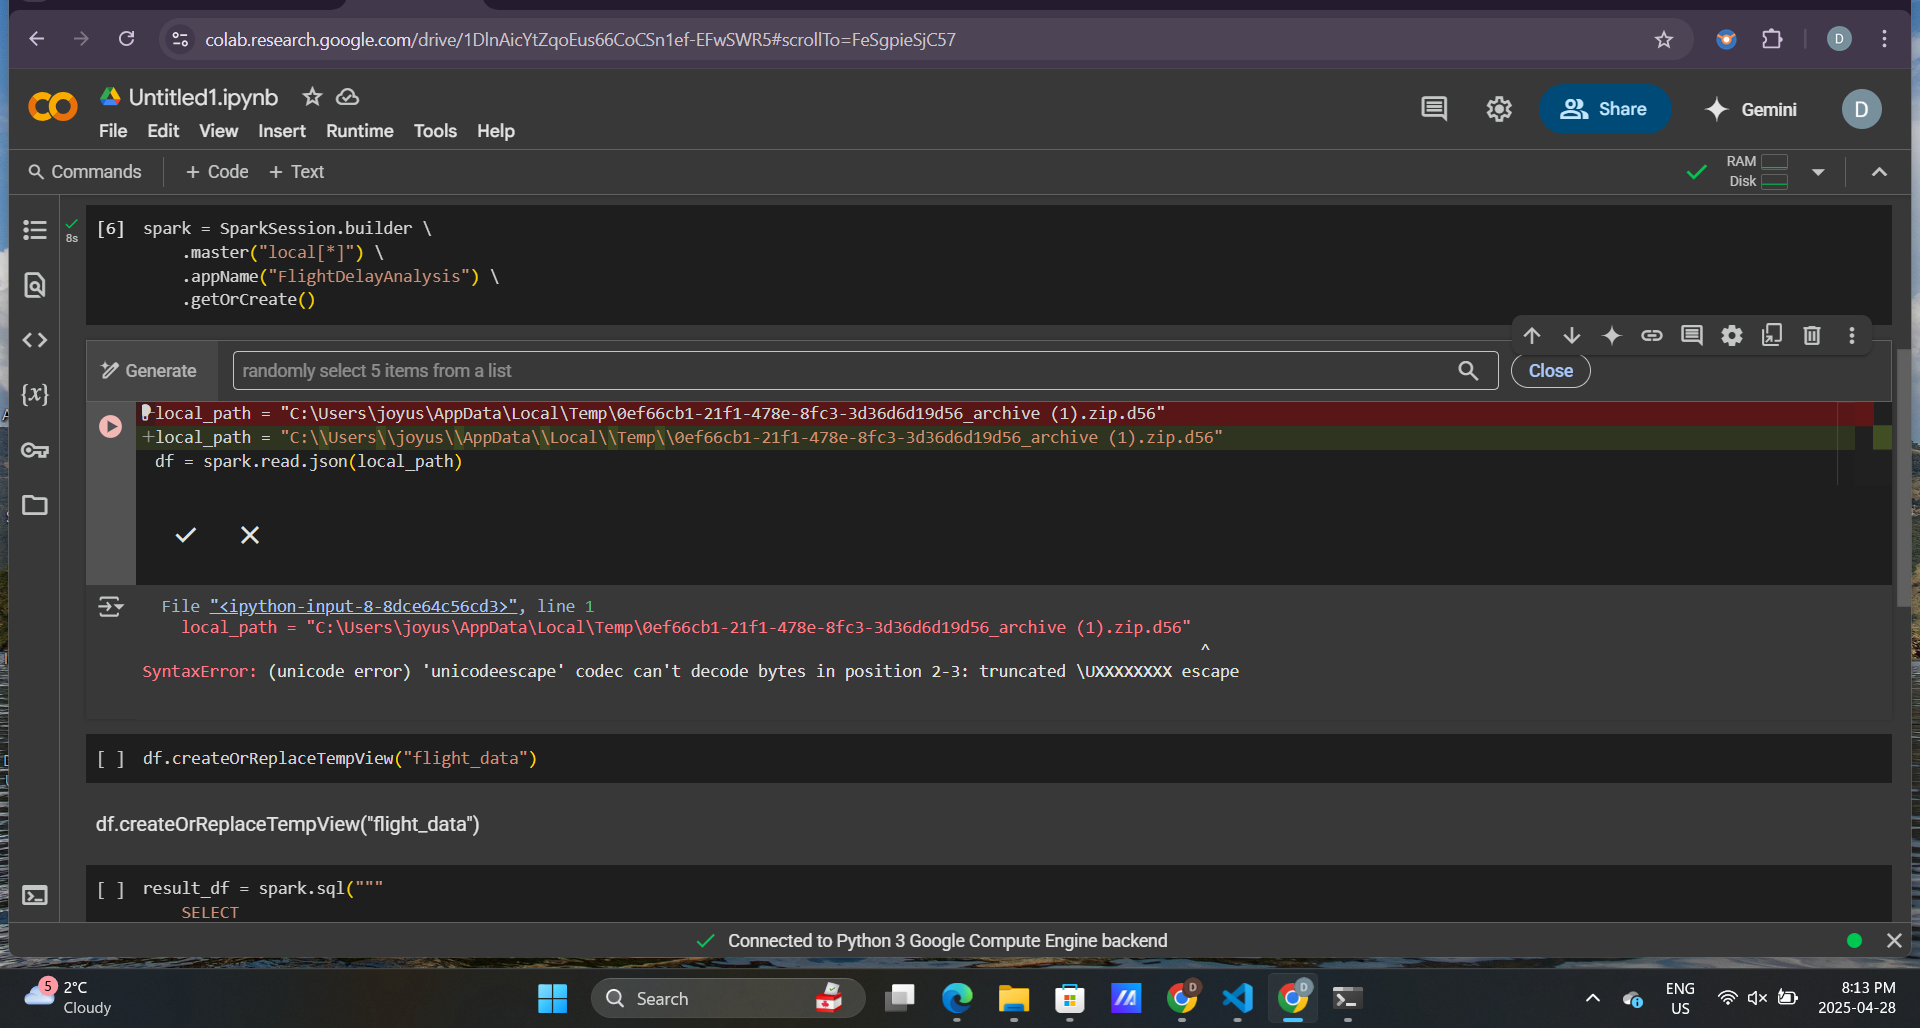 colab.research.google.com/drive/1DlnAicYtZqoEus66CoCSn1ef-EFwSWR5#scrollTo=FeSgpieSjC57
D
Untitled1.ipynb
File Edit View Insert Runtime Tools Help
Share
Gemini
D
Commands
+ Code + Text
RAM
Disk
8s
[6]
spark = SparkSession.builder \
.master("local[*]") \
.appName("FlightDelayAnalysis") \
.getOrCreate()
Generate
randomly select 5 items from a list
Close
local_path = "C:\Users\joyus\AppData\Local\Temp\0ef66cb1-21f1-478e-8fc3-3d36d6d19d56_archive (1).zip.d56"
+local_path = "C:\\Users\\joyus\\AppData\\Local\\Temp\\0ef66cb1-21f1-478e-8fc3-3d36d6d19d56_archive (1).zip.d56"
df = spark.read.json(local_path)
File "<ipython-input-8-8dce64c56cd3>", line 1
local_path = "C:\Users\joyus\AppData\Local\Temp\0ef66cb1-21f1-478e-8fc3-3d36d6d19d56_archive (1).zip.d56"
^
SyntaxError: (unicode error) 'unicodeescape' codec can't decode bytes in position 2-3: truncated \UXXXXXXXX escape
[ ] df.createOrReplaceTempView("flight_data")
df.createOrReplaceTempView("flight_data")
[ ] result_df = spark.sql("""
SELECT
Connected to Python 3 Google Compute Engine backend
5
2°C
Cloudy
Search
D
D
ENG
US
8:13 PM
2025-04-28